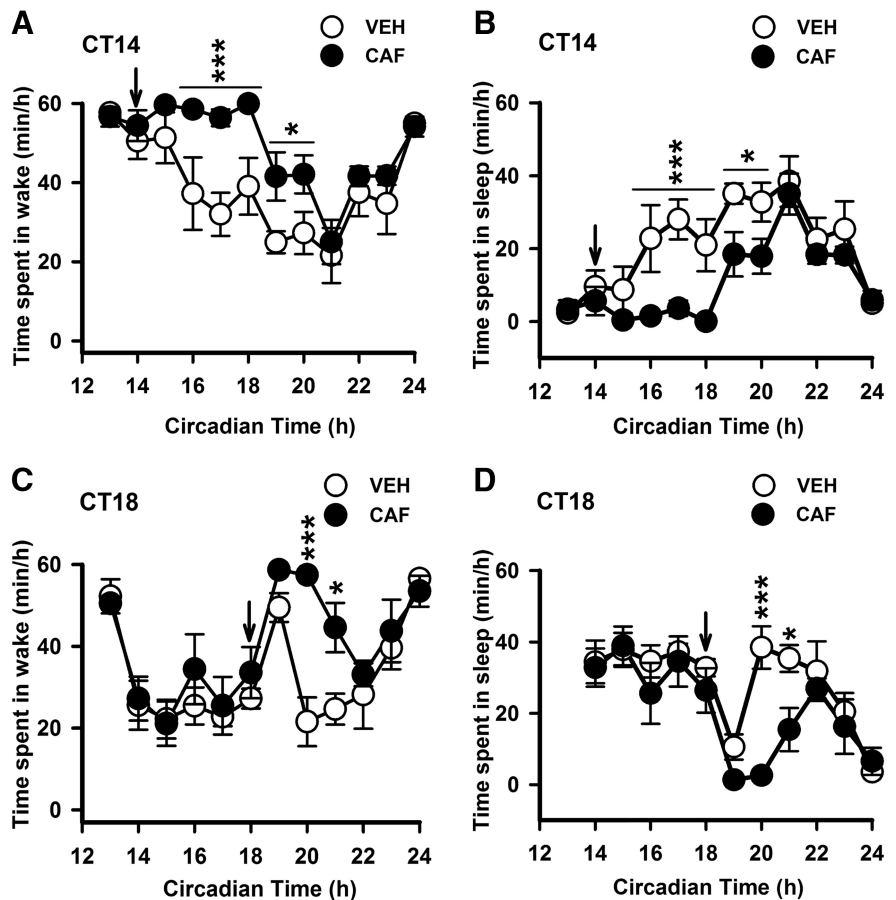 A
CT14
VEH
CAF
***
*
Time spent in wake (min/h)
60
40
20
0
12 14 16 18 20 22 24
Circadian Time (h)
B
CT14
VEH
CAF
***
*
Time spent in sleep (min/h)
60
40
20
0
12 14 16 18 20 22 24
Circadian Time (h)
C
CT18
VEH
CAF
***
*
Time spent in wake (min/h)
60
40
20
0
12 14 16 18 20 22 24
Circadian Time (h)
D
CT18
VEH
CAF
***
*
Time spent in sleep (min/h)
60
40
20
0
12 14 16 18 20 22 24
Circadian Time (h)